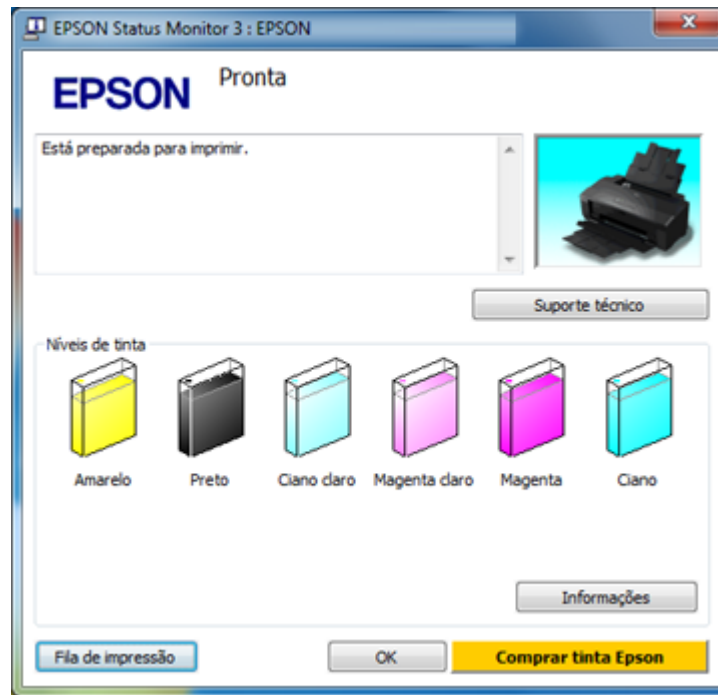 EPSON Status Monitor 3 : EPSON
EPSON
Pronta
Está preparada para imprimir.
Suporte técnico
Níveis de tinta
Amarelo Preto Ciano claro Magenta claro Magenta Ciano
Informações
Fila de impressão OK Comprar tinta Epson